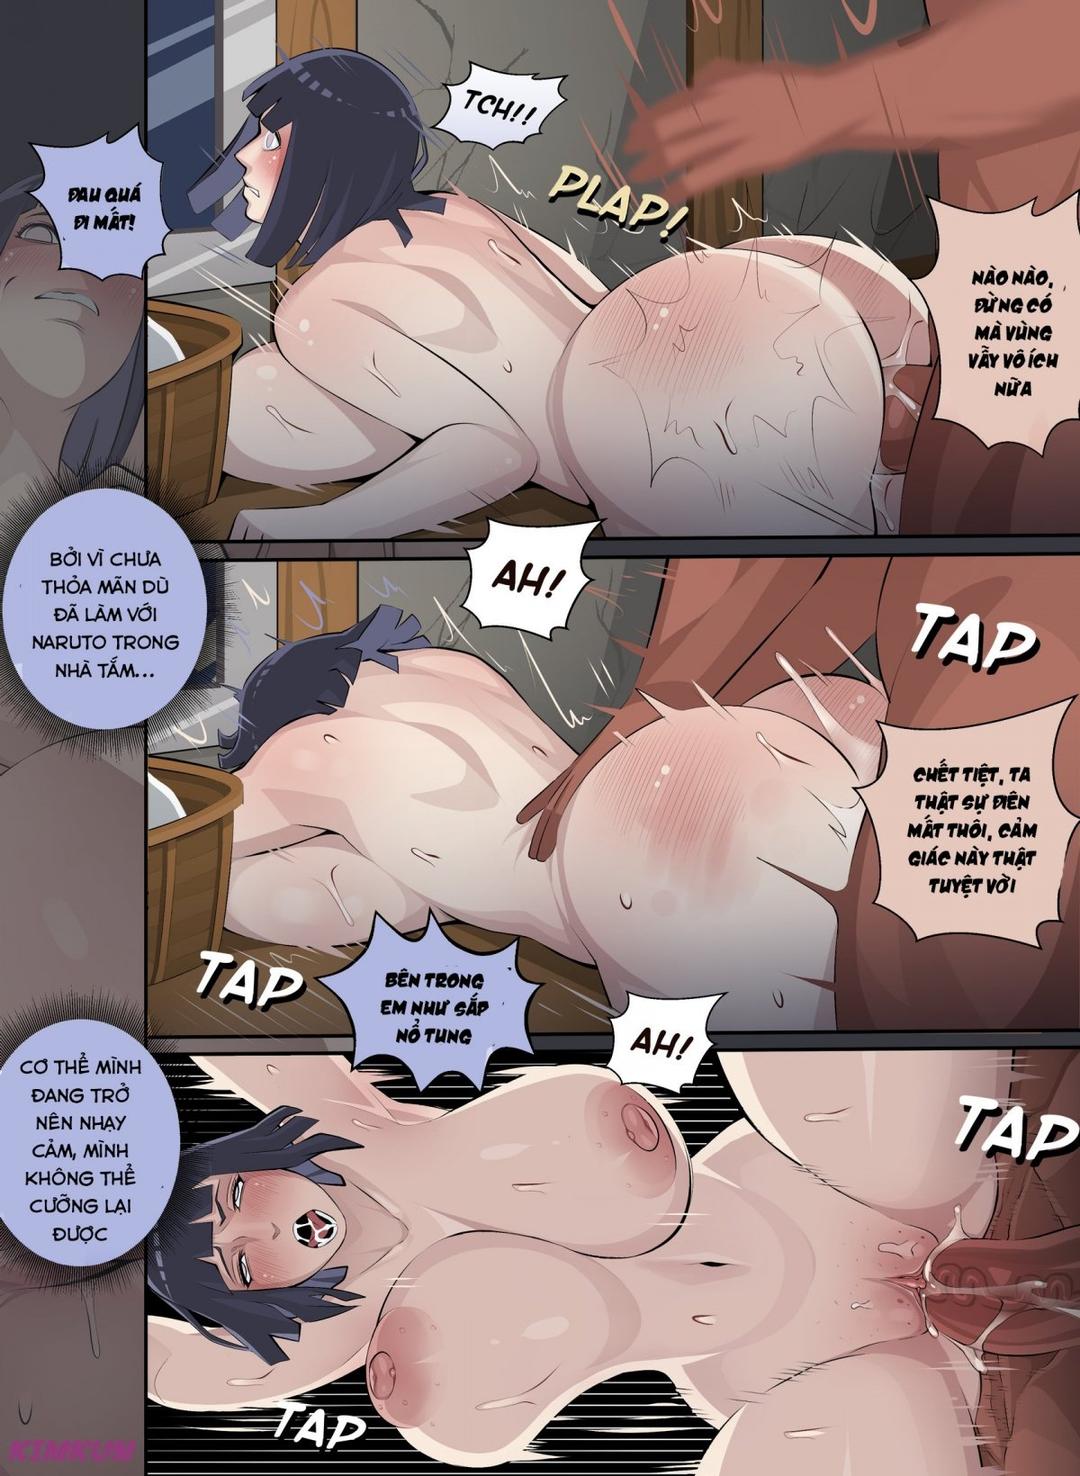 TCH!!
ĐAU QUÁ
ĐI MẤT!
PLAP!
NÀO NÀO,
ĐỪNG CÓ
MÀ VÙNG
VẪY VÔ ÍCH
NỮA
BỞI VÌ CHƯA
THỎA MÃN DÙ
ĐÃ LÀM VỚI
NARUTO TRONG
NHÀ TẮM...
AH!
TAP
CHẾT TIỆT, TA
THẬT SỰ ĐIÊN
MẤT THÔI, CẢM
GIÁC NÀY THẬT
TUYỆT VỜI
TAP
BÊN TRONG
EM NHƯ SẮP
NỔ TUNG
AH!
CƠ THỂ MÌNH
ĐANG TRỞ
NÊN NHẠY
CẢM, MÌNH
KHÔNG THỂ
CƯỠNG LẠI
ĐƯỢC
TAP
TAP
KIMKUN